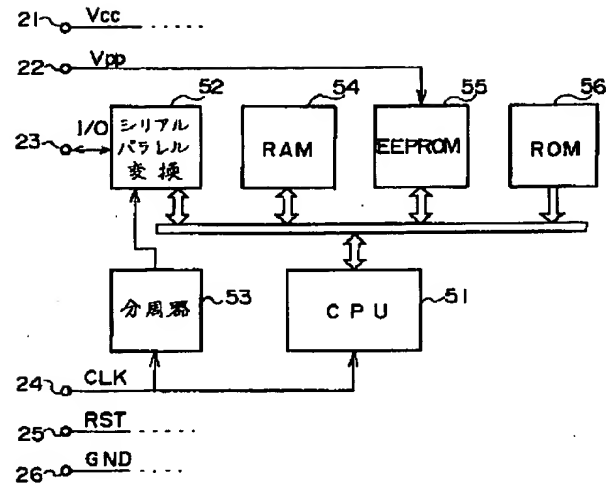 21 Vcc
22 Vpp
52 54 55 56
23 I/O
シリアル
パラレル
変換
RAM
EEPROM
ROM
分周器
53
CPU
51
24 CLK
25 RST
26 GND